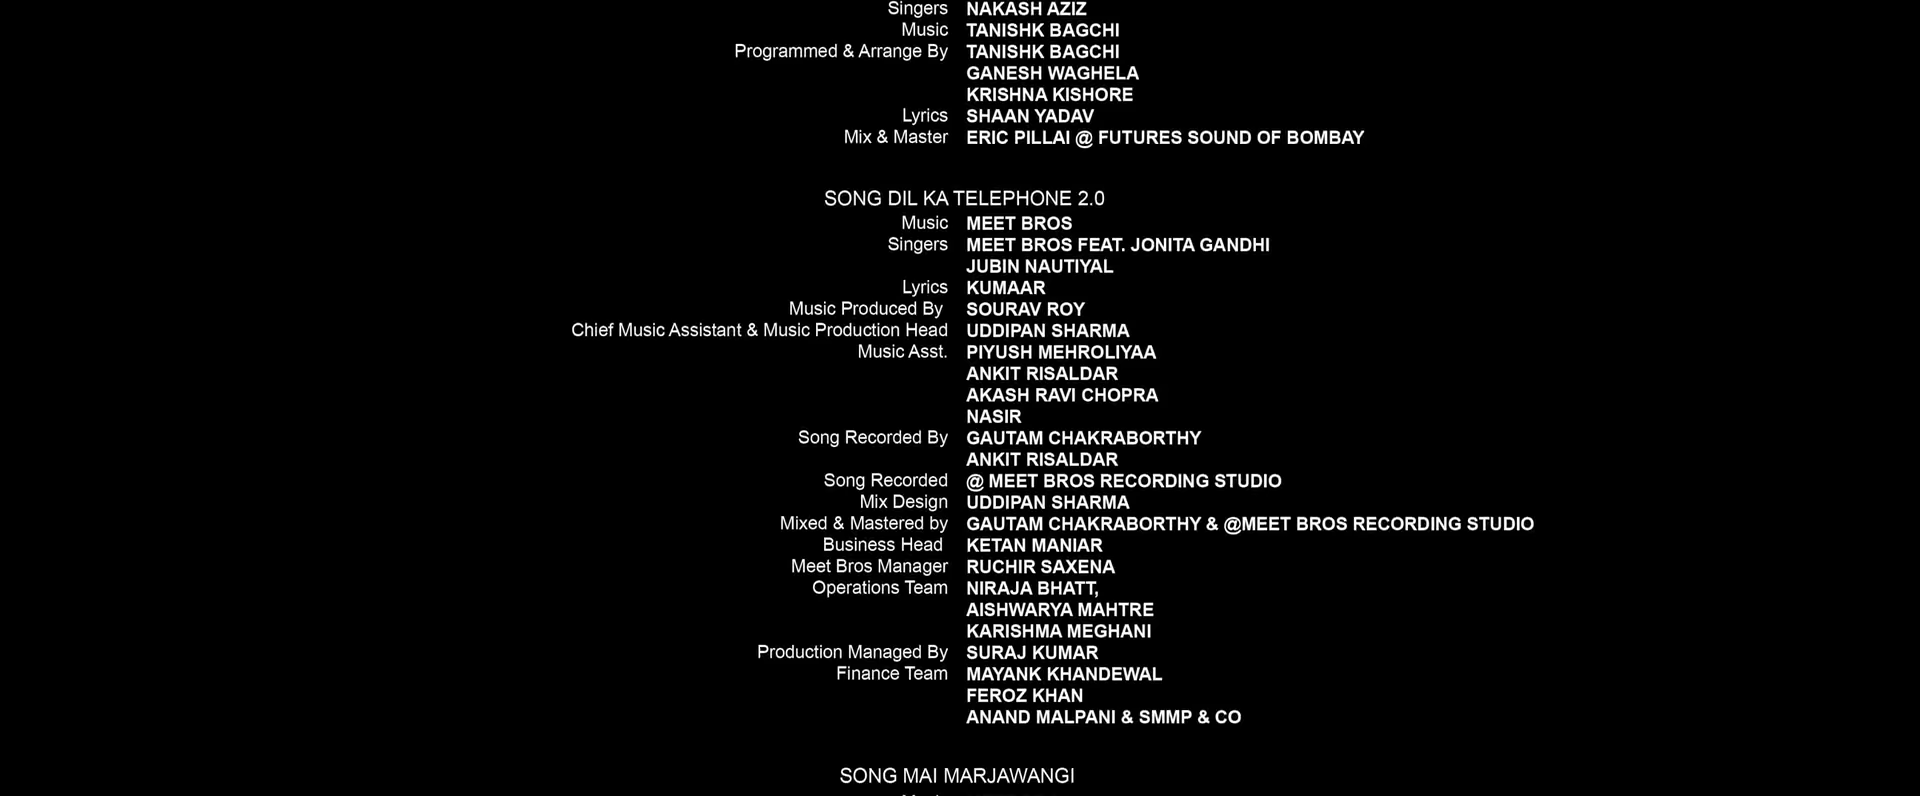 Singers NAKASH AZIZ
Music TANISHK BAGCHI
Programmed & Arrange By TANISHK BAGCHI
GANESH WAGHELA
KRISHNA KISHORE
Lyrics SHAAN YADAV
Mix & Master ERIC PILLAI @ FUTURES SOUND OF BOMBAY
SONG DIL KA TELEPHONE 2.0
Music MEET BROS
Singers MEET BROS FEAT. JONITA GANDHI
JUBIN NAUTIYAL
Lyrics KUMAAR
Music Produced By SOURAV ROY
Chief Music Assistant & Music Production Head UDDIPAN SHARMA
Music Asst. PIYUSH MEHROLIYAA
ANKIT RISALDAR
AKASH RAVI CHOPRA
NASIR
Song Recorded By GAUTAM CHAKRABORTHY
ANKIT RISALDAR
Song Recorded @ MEET BROS RECORDING STUDIO
Mix Design UDDIPAN SHARMA
Mixed & Mastered by GAUTAM CHAKRABORTHY & @MEET BROS RECORDING STUDIO
Business Head KETAN MANIAR
Meet Bros Manager RUCHIR SAXENA
Operations Team NIRAJA BHATT,
AISHWARYA MAHTRE
KARISHMA MEGHANI
Production Managed By SURAJ KUMAR
Finance Team MAYANK KHANDEWAL
FEROZ KHAN
ANAND MALPANI & SMMP & CO
SONG MAI MARJAWANGI